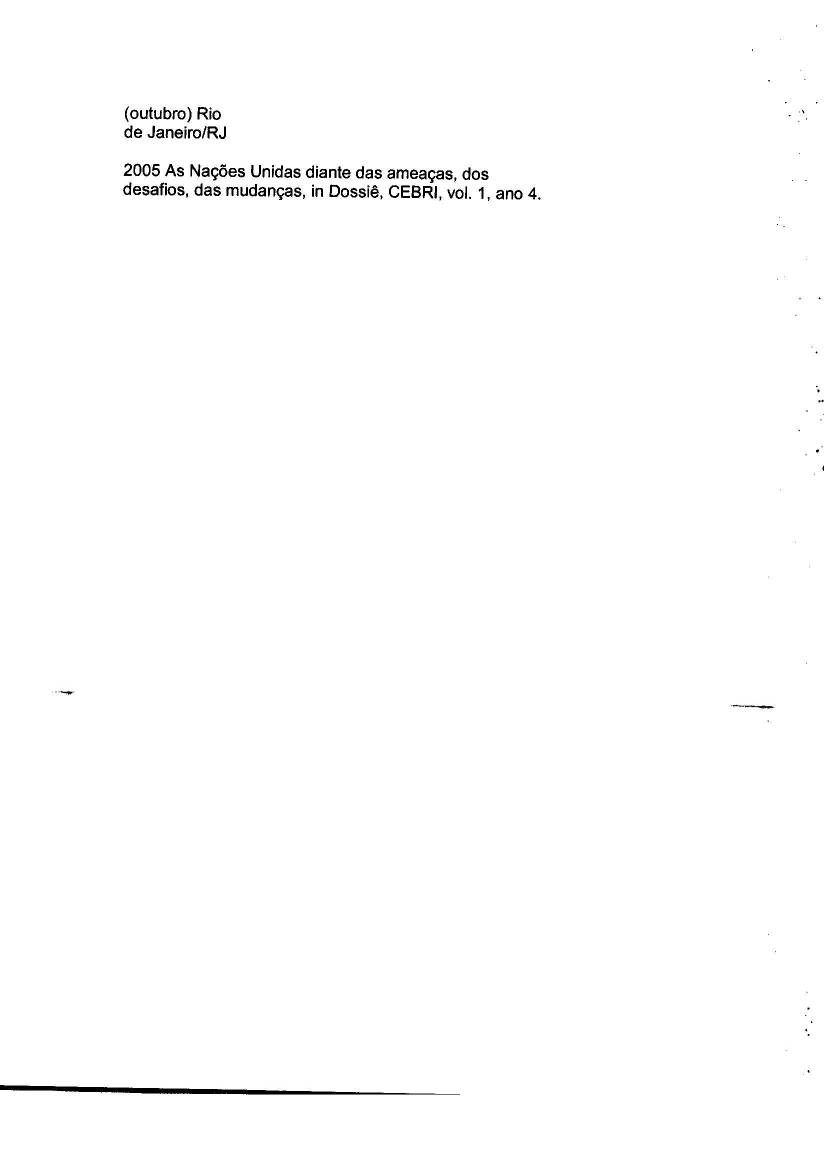 (outubro) Rio
de Janeiro/RJ
2005 As Nações Unidas diante das ameaças, dos
desafios, das mudanças, in Dossiê, CEBRI, vol. 1, ano 4.